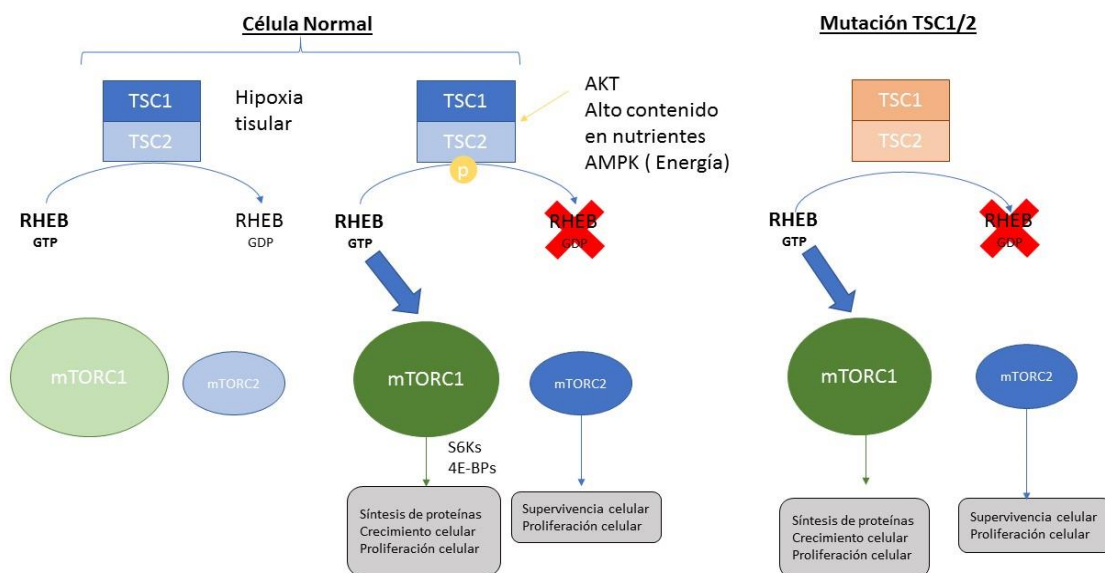 Célula Normal
TSC1
TSC2
Hipoxia
tisular
RHEB
GTP
RHEB
GDP
mTORC1
mTORC2
TSC1
TSC2
p
AKT
Alto contenido
en nutrientes
AMPK ( Energía)
RHEB
GTP
RHEB
GDP
mTORC1
mTORC2
S6Ks
4E-BPs
Síntesis de proteínas
Crecimiento celular
Proliferación celular
Supervivencia celular
Proliferación celular
Mutación TSC1/2
TSC1
TSC2
RHEB
GTP
RHEB
GDP
mTORC1
mTORC2
Síntesis de proteínas
Crecimiento celular
Proliferación celular
Supervivencia celular
Proliferación celular